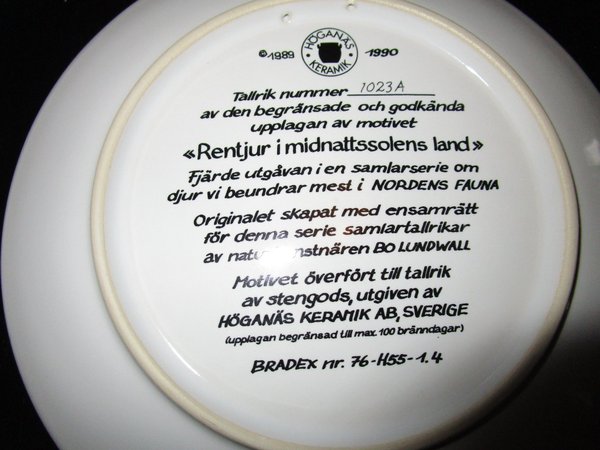 HÖGANÄS
KERAMIK
©1989 1990
Tallrik nummer 1023A
av den begränsade och godkända
upplagan av motivet
«Rentjur i midnattssolens land»
Fjärde utgåvan i en samlarserie om
djur vi beundrar mest i NORDENS FAUNA
Originalet skapat med ensamrätt
för denna serie samlartallrikar
av BO LUNDWALL
Motivet överfört till tallrik
av stengods, utgiven av
HÖGANÄS KERAMIK AB, SVERIGE
(upplagan begränsad till max. 100 bränndagar)
BRADEX nr. 76-H55-1.4